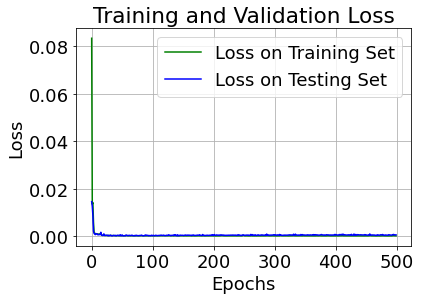 Training and Validation Loss
Loss on Training Set
Loss on Testing Set
0.08
0.06
0.04
0.02
0.00
Loss
0 100 200 300 400 500
Epochs